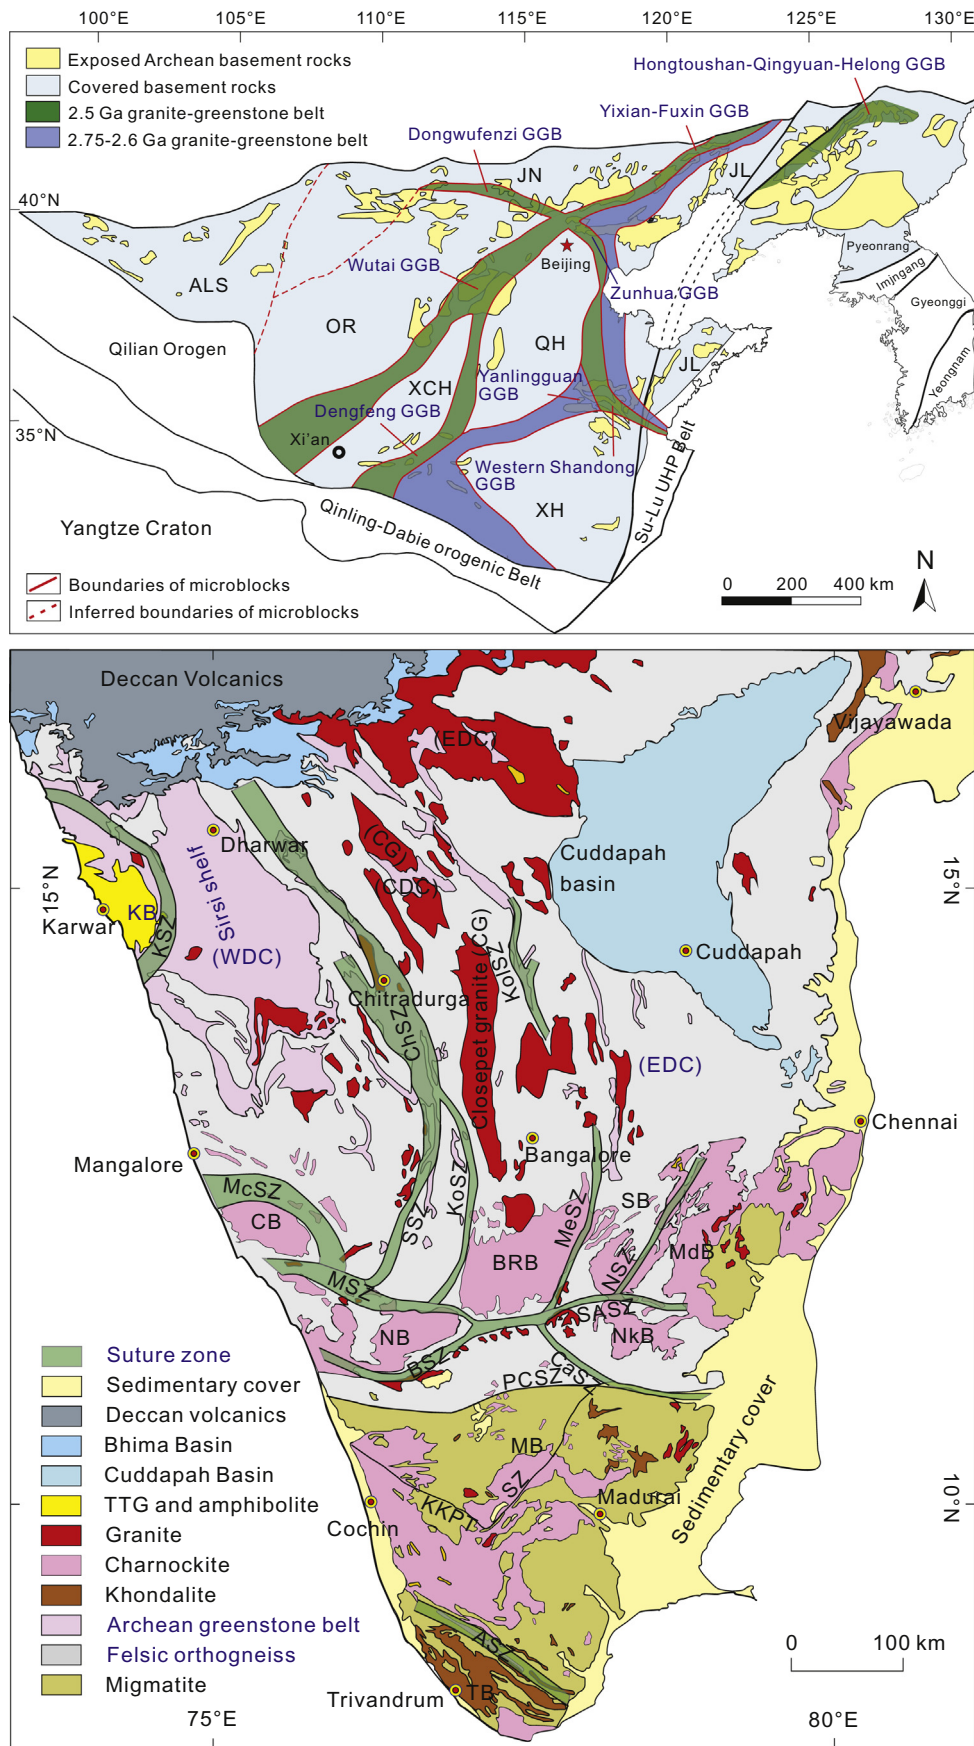 100°E
105°E
110°E
115°E
120°E
125°E
130°E
Exposed Archean basement rocks
Covered basement rocks
2.5 Ga granite-greenstone belt
2.75-2.6 Ga granite-greenstone belt
Hongtoushan-Qingyuan-Helong GGB
Yixian-Fuxin GGB
Dongwufenzi GGB
JN
JL
40°N
Pyeonrang
Imjngang
Gyeonggi
Yeongnam
Beijing
Wutai GGB
Zunhua GGB
ALS
OR
QH
Qilian Orogen
XCH
Yanlingguan
GGB
JL
Dengfeng GGB
35°N
Xi'an
Western Shandong
GGB
XH
Su-Lu UHP Belt
Qinling-Dabie orogenic Belt
Yangtze Craton
Boundaries of microblocks
Inferred boundaries of microblocks
0
200
400 km
N
Deccan Volcanics
Vijayawada
(EDC)
Dharwar
(CG)
Cuddapah
basin
(CDC)
15°N
15°N
Sirsi shelf
KB
Karwar
KSZ
(WDC)
Cuddapah
Chitradurga
KolSZ
Closepet granite (CG)
ChSZ
(EDC)
Chennai
Bangalore
Mangalore
McSZ
CB
SSZ
KoSZ
MeSZ
SB
BRB
NSZ
MdB
MSZ
SASZ
NB
NkB
BSZ
CaSZ
PCSZ
Suture zone
Sedimentary cover
Deccan volcanics
Bhima Basin
Cuddapah Basin
TTG and amphibolite
Granite
Charnockite
Khondalite
Archean greenstone belt
Felsic orthogneiss
Migmatite
MB
SZ
KKPT
Madurai
Cochin
Sedimentary cover
10°N
ASZ
TB
Trivandrum
0
100 km
75°E
80°E